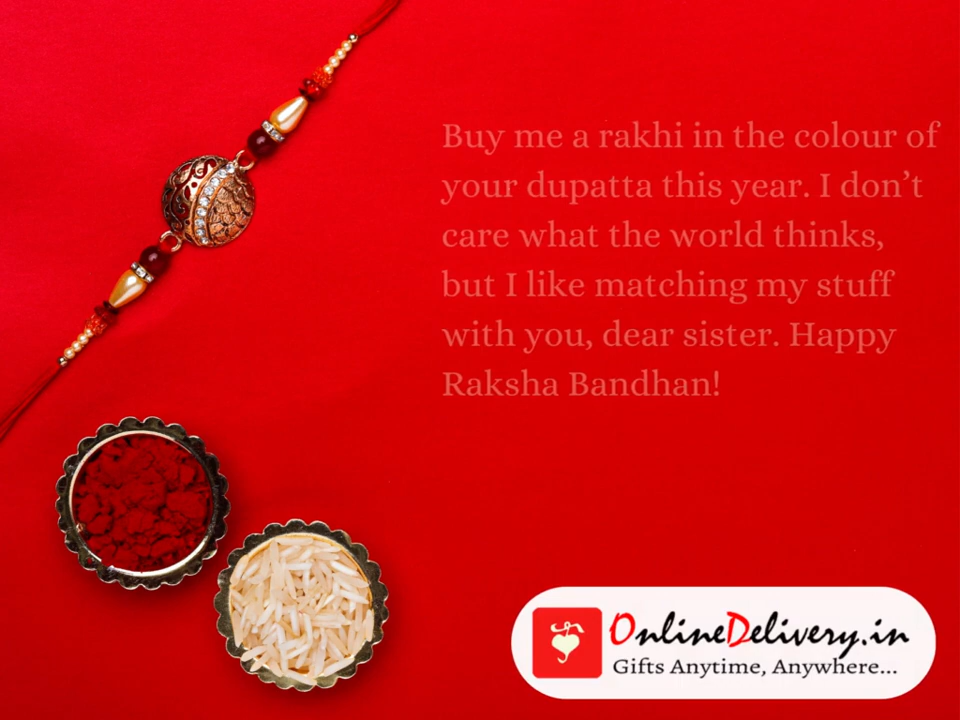 Buy me a rakhi in the colour of
your dupatta this year. I don’t
care what the world thinks,
but I like matching my stuff
with you, dear sister. Happy
Raksha Bandhan!
OnlineDelivery.in
Gifts Anytime, Anywhere...